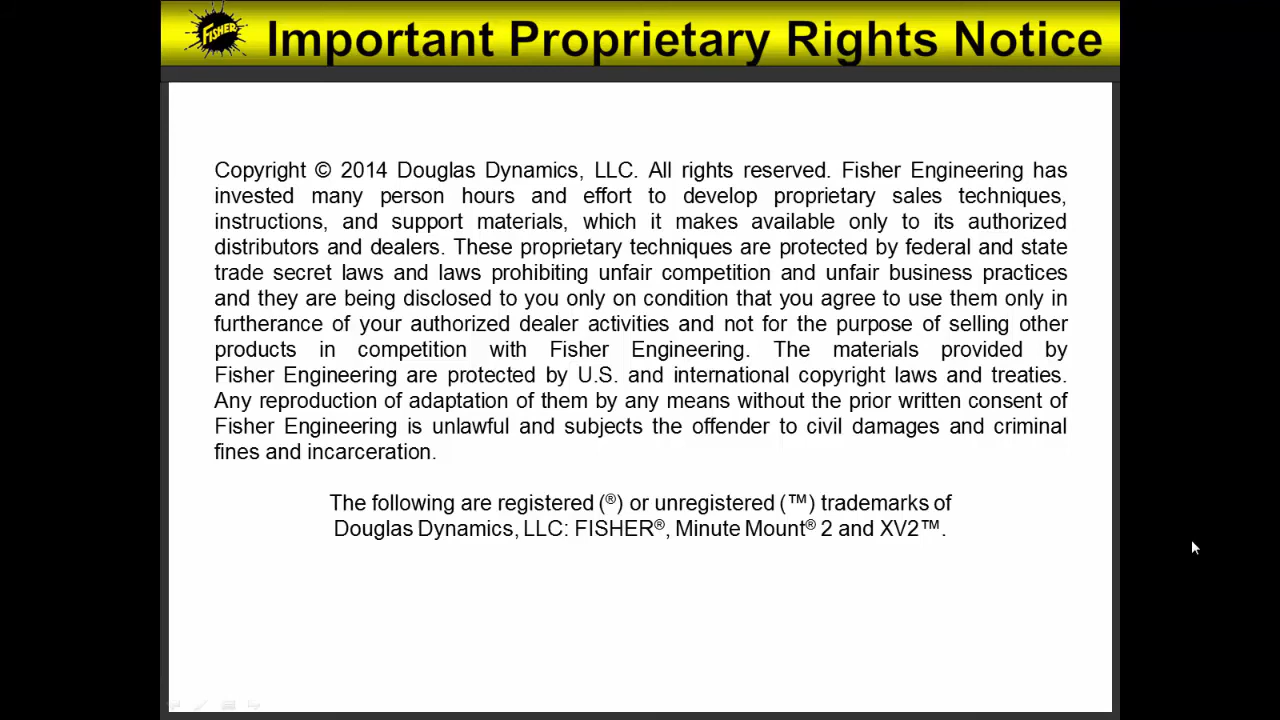 FISHER
Important Proprietary Rights Notice
Copyright © 2014 Douglas Dynamics, LLC. All rights reserved. Fisher Engineering has
invested many person hours and effort to develop proprietary sales techniques,
instructions, and support materials, which it makes available only to its authorized
distributors and dealers. These proprietary techniques are protected by federal and state
trade secret laws and laws prohibiting unfair competition and unfair business practices
and they are being disclosed to you only on condition that you agree to use them only in
furtherance of your authorized dealer activities and not for the purpose of selling other
products in competition with Fisher Engineering. The materials provided by
Fisher Engineering are protected by U.S. and international copyright laws and treaties.
Any reproduction of adaptation of them by any means without the prior written consent of
Fisher Engineering is unlawful and subjects the offender to civil damages and criminal
fines and incarceration.
The following are registered (®) or unregistered (™) trademarks of
Douglas Dynamics, LLC: FISHER®, Minute Mount® 2 and XV2™.